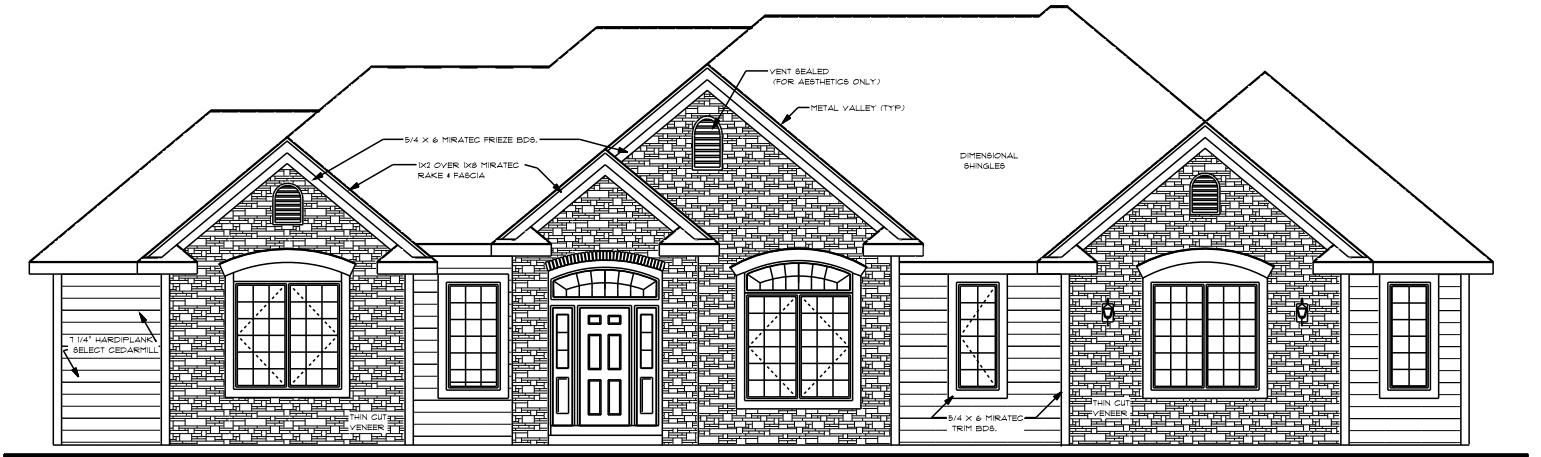 VENT SEALED
(FOR AESTHETICS ONLY)
METAL VALLEY (TYP)
5/4 X 6 MIRATEC FRIEZE BDS.
1X2 OVER 1X8 MIRATEC
RAKE & FASCIA
DIMENSIONAL
SHINGLES
7 1/4" HARDIPLANK
SELECT CEDARMILL
THIN CUT
VENEER
5/4 X 6 MIRATEC
TRIM BDS.
THIN CUT
VENEER